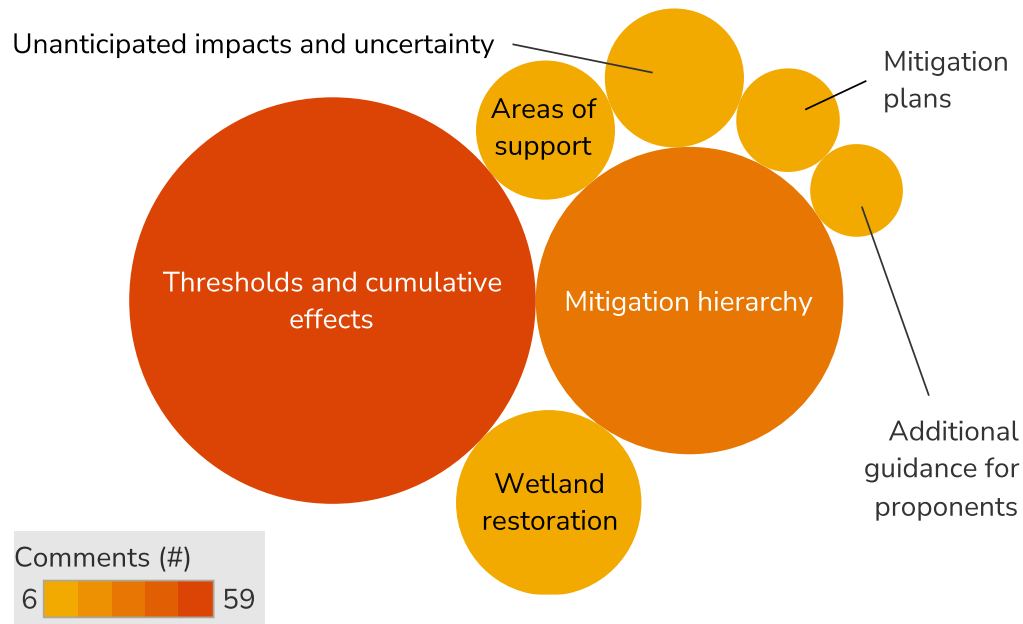 Unanticipated impacts and uncertainty
Mitigation
plans
Areas of
support
Thresholds and cumulative
effects
Mitigation hierarchy
Additional
guidance for
proponents
Wetland
restoration
Comments (#)
6 59